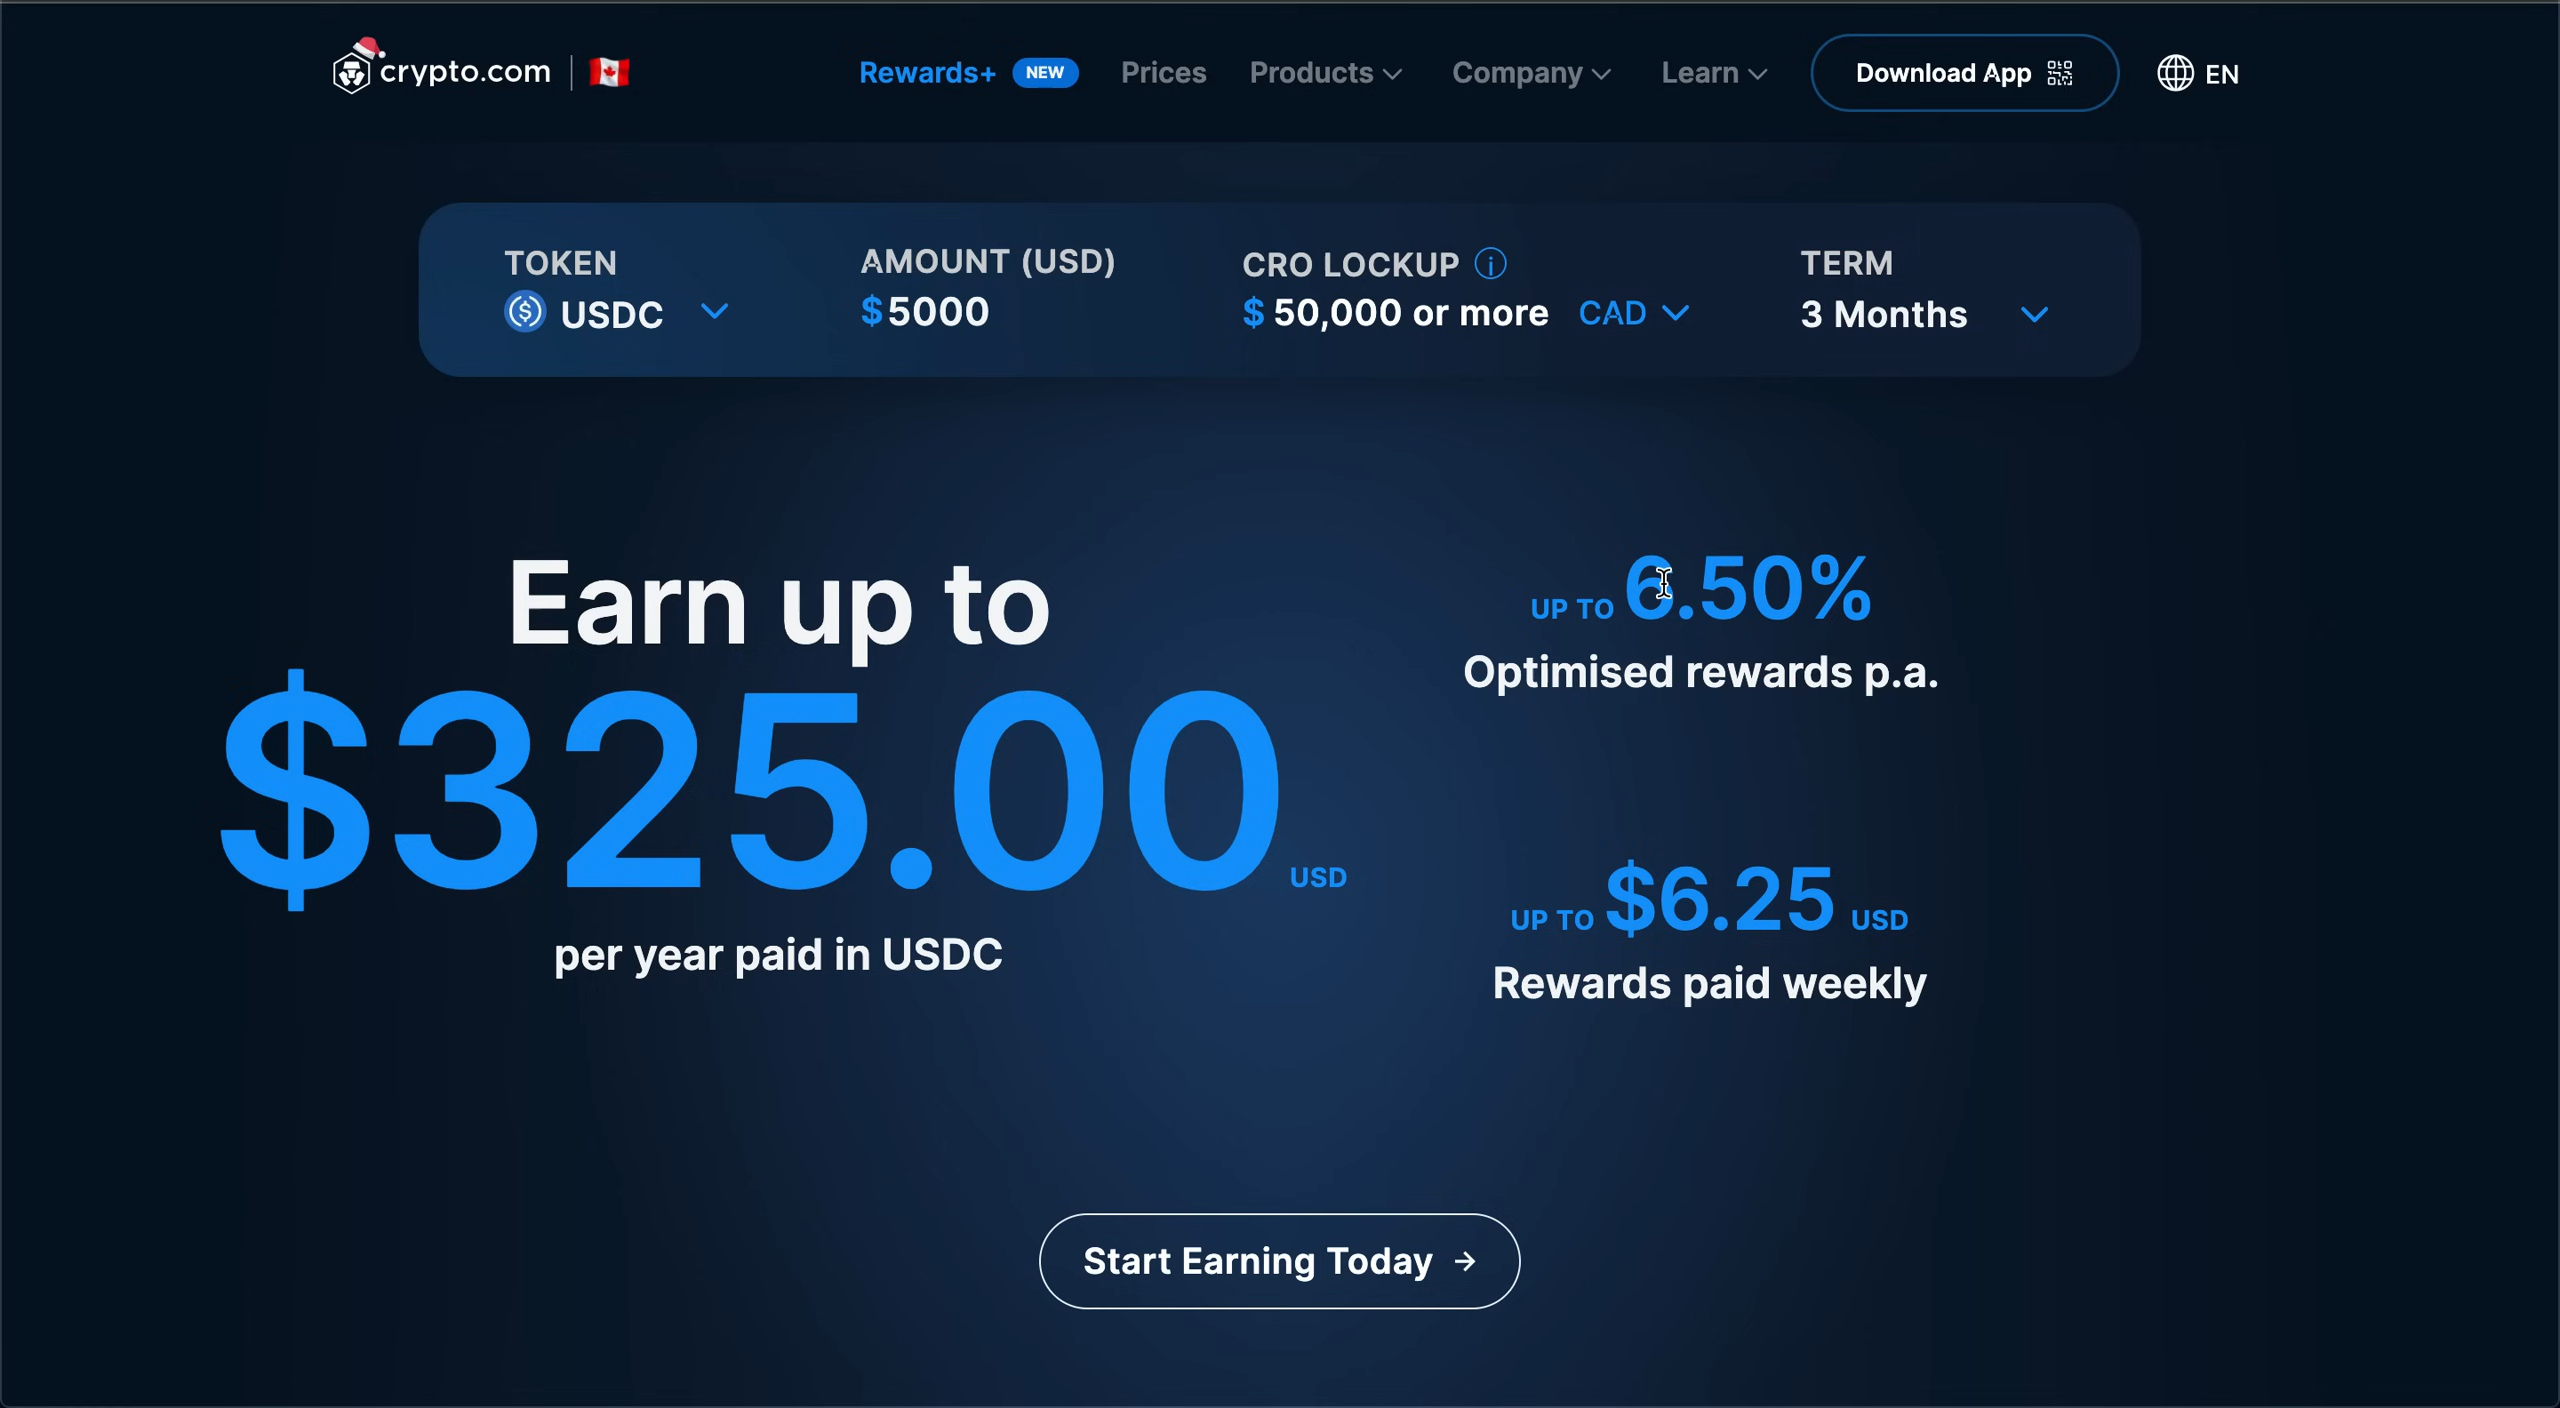 crypto.com
Rewards+ NEW Prices Products Company Learn Download App EN
TOKEN AMOUNT (USD) CRO LOCKUP TERM
USDC $5000 $ 50,000 or more CAD 3 Months
Earn up to
$325.00 USD
per year paid in USDC
UP TO 6.50%
Optimised rewards p.a.
UP TO $6.25 USD
Rewards paid weekly
Start Earning Today →